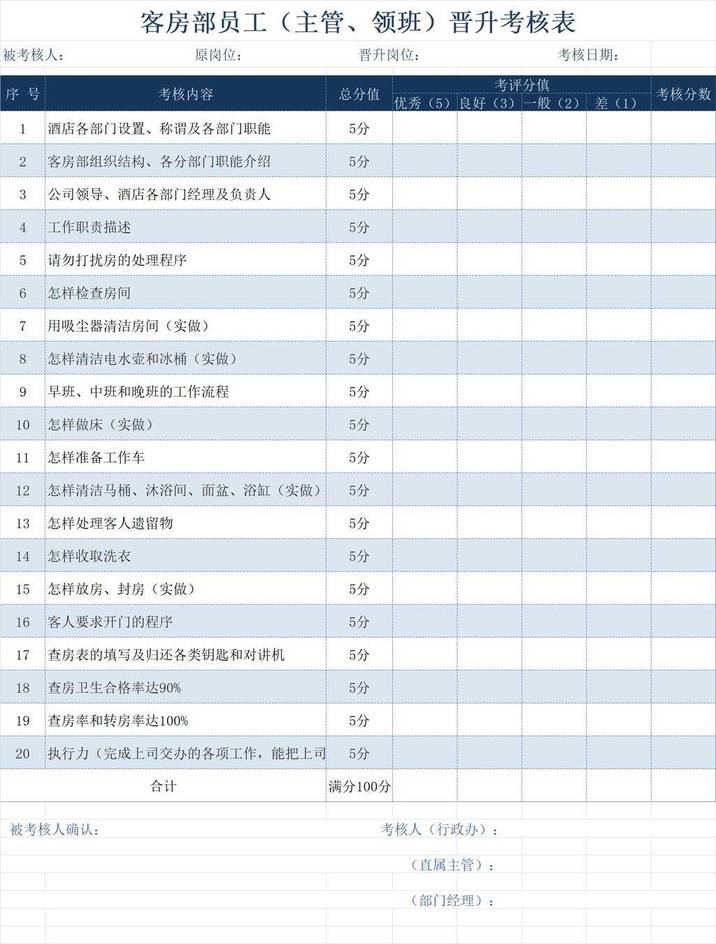 客房部员工（主管、领班）晋升考核表
被考核人： 原岗位： 晋升岗位： 考核日期：
序 号 考核内容 总分值 考评分值 考核分数
优秀（5） 良好（3） 一般（2） 差（1）
1 酒店各部门设置、称谓及各部门职能 5分
2 客房部组织结构、各分部门职能介绍 5分
3 公司领导、酒店各部门经理及负责人 5分
4 工作职责描述 5分
5 请勿打扰房的处理程序 5分
6 怎样检查房间 5分
7 用吸尘器清洁房间（实做） 5分
8 怎样清洁电水壶和冰桶（实做） 5分
9 早班、中班和晚班的工作流程 5分
10 怎样做床（实做） 5分
11 怎样准备工作车 5分
12 怎样清洁马桶、沐浴间、面盆、浴缸（实做） 5分
13 怎样处理客人遗留物 5分
14 怎样收取洗衣 5分
15 怎样放房、封房（实做） 5分
16 客人要求开门的程序 5分
17 查房表的填写及归还各类钥匙和对讲机 5分
18 查房卫生合格率达90% 5分
19 查房率和转房率达100% 5分
20 执行力（完成上司交办的各项工作，能把上司 5分
合计 满分100分
被考核人确认： 考核人（行政办）：
（直属主管）：
（部门经理）：